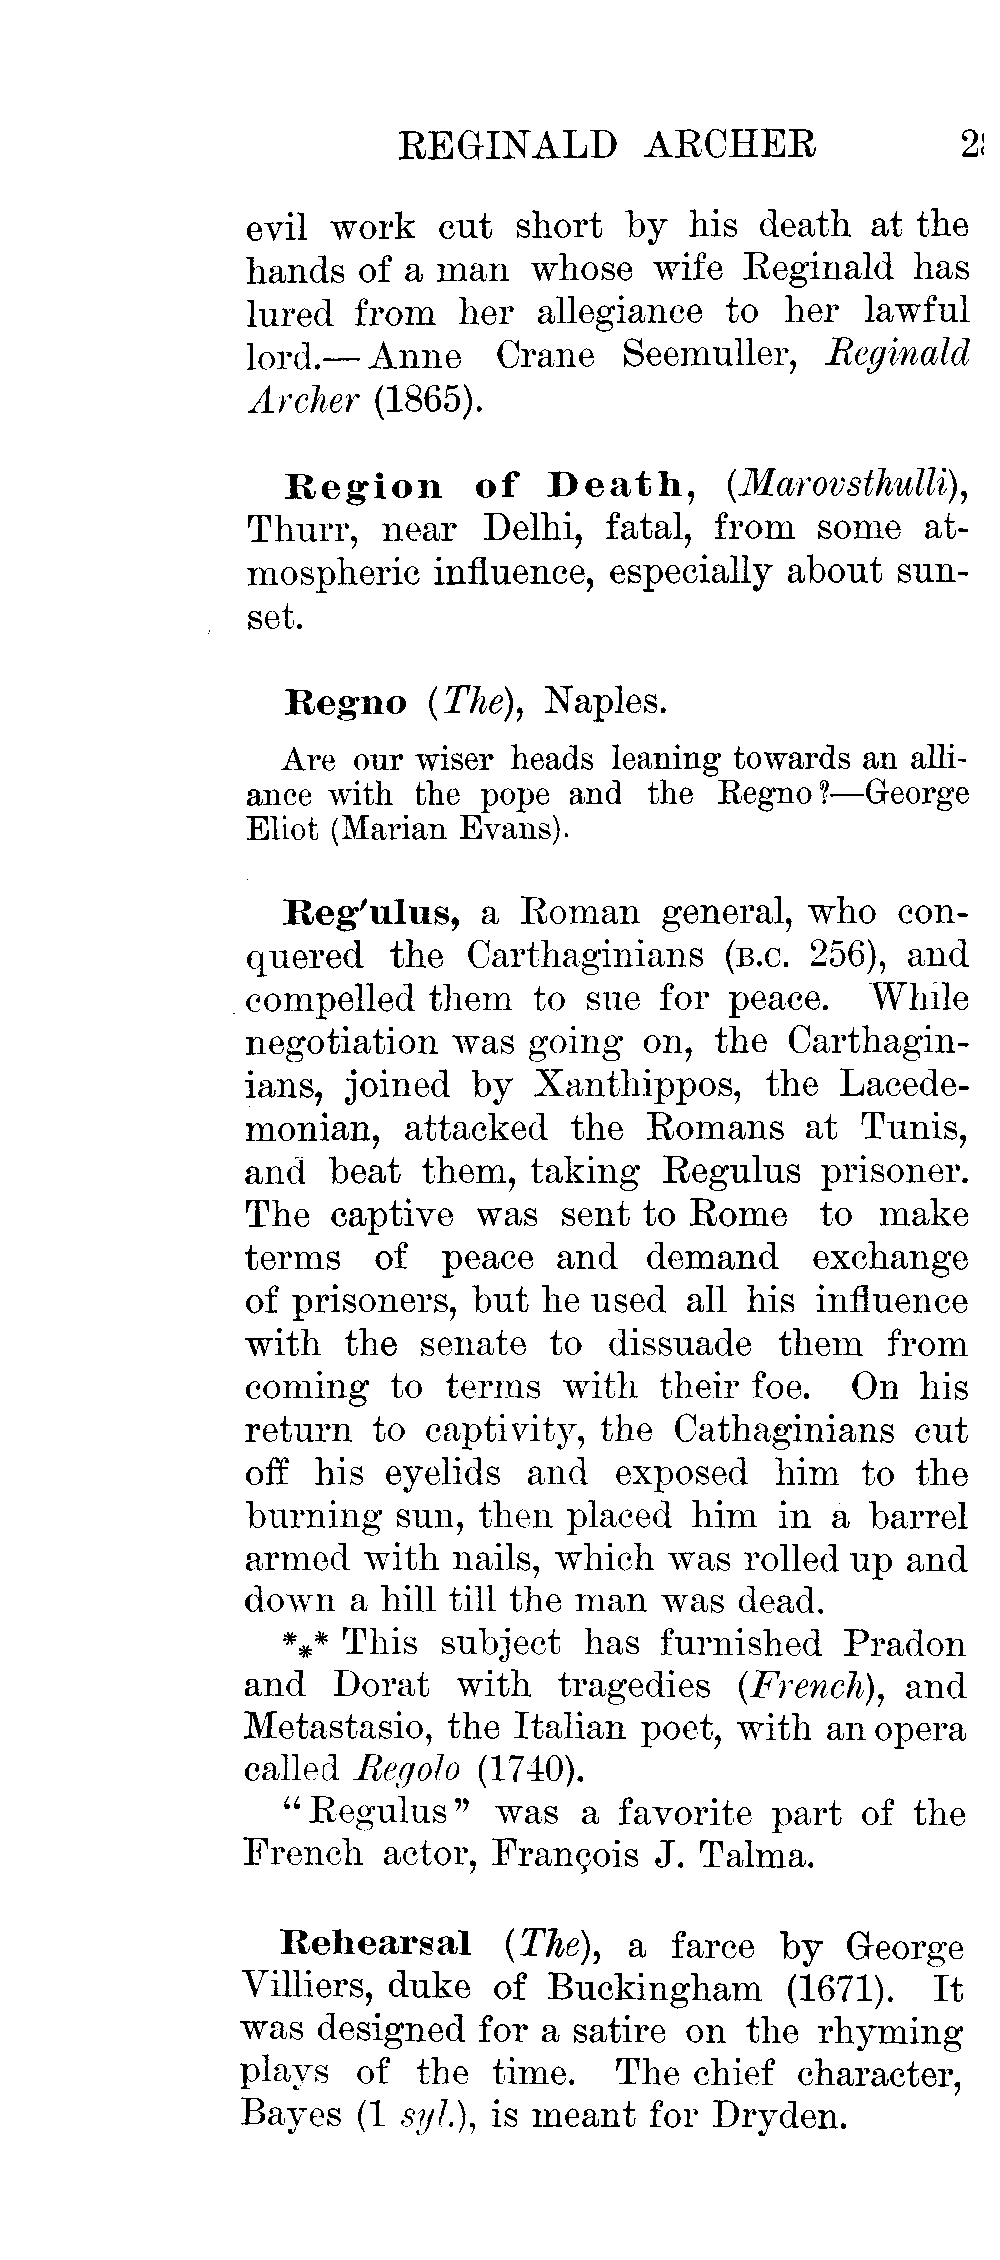 REGINALD ARCHER 2
evil work cut short by his death at the
hands of a man whose wife Reginald has
lured from her allegiance to her lawful
lord.— Anne Crane Seemuller, Reginald
Archer (1865).
Region of Death, (Marovsthulli),
Thurr, near Delhi, fatal, from some at-
mospheric influence, especially about sun-
set.
Regno (The), Naples.
Are our wiser heads leaning towards an alli-
ance with the pope and the Regno?—George
Eliot (Marian Evans).
Reg'ulus, a Roman general, who con-
quered the Carthaginians (B.C. 256), and
compelled them to sue for peace. While
negotiation was going on, the Carthagin-
ians, joined by Xanthippos, the Lacede-
monian, attacked the Romans at Tunis,
and beat them, taking Regulus prisoner.
The captive was sent to Rome to make
terms of peace and demand exchange
of prisoners, but he used all his influence
with the senate to dissuade them from
coming to terms with their foe. On his
return to captivity, the Cathaginians cut
off his eyelids and exposed him to the
burning sun, then placed him in a barrel
armed with nails, which was rolled up and
down a hill till the man was dead.
*** This subject has furnished Pradon
and Dorat with tragedies (French), and
Metastasio, the Italian poet, with an opera
called Regolo (1740).
“Regulus” was a favorite part of the
French actor, François J. Talma.
Rehearsal (The), a farce by George
Villiers, duke of Buckingham (1671). It
was designed for a satire on the rhyming
plays of the time. The chief character,
Bayes (1 syl.), is meant for Dryden.